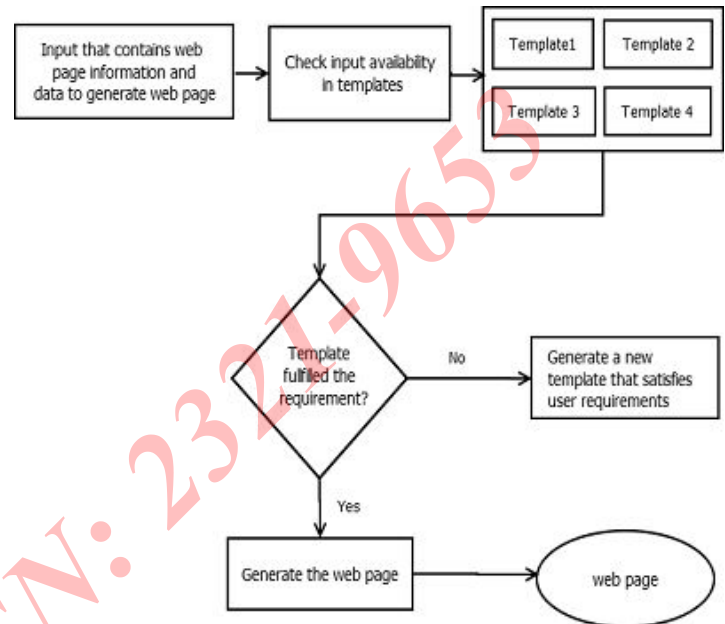 Input that contains web
page information and
data to generate web page
Check input availability
in templates
Template1
Template 2
Template 3
Template 4
Template
fulfilled the
requirement?
No
Generate a new
template that satisfies
user requirements
Yes
Generate the web page
web page
N: 2321-9653